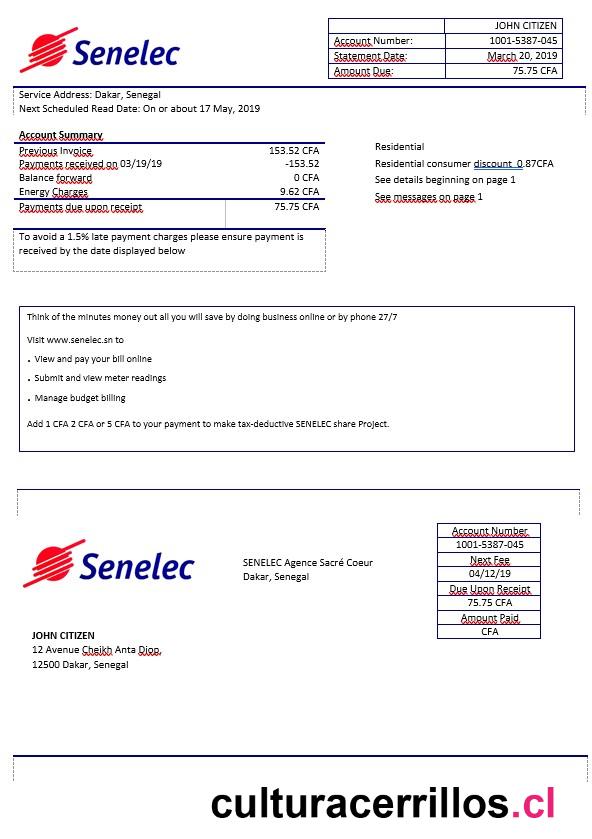 Senelec
JOHN CITIZEN
Account Number: 1001-5387-045
Statement Date: March 20, 2019
Amount Due: 75.75 CFA
Service Address: Dakar, Senegal
Next Scheduled Read Date: On or about 17 May, 2019
Account Summary
Previous Invoice 153.52 CFA
Payments received on 03/19/19 -153.52
Balance forward 0 CFA
Energy Charges 9.62 CFA
Payments due upon receipt 75.75 CFA
To avoid a 1.5% late payment charges please ensure payment is
received by the date displayed below
Residential
Residential consumer discount 0.87CFA
See details beginning on page 1
See messages on page 1
Think of the minutes money out all you will save by doing business online or by phone 27/7
Visit www.senelec.sn to
• View and pay your bill online
• Submit and view meter readings
• Manage budget billing
Add 1 CFA 2 CFA or 5 CFA to your payment to make tax-deductive SENELEC share Project.
Senelec
SENELEC Agence Sacré Coeur
Dakar, Senegal
Account Number
1001-5387-045
Next Fee
04/12/19
Due Upon Receipt
75.75 CFA
Amount Paid
CFA
JOHN CITIZEN
12 Avenue Cheikh Anta Diop,
12500 Dakar, Senegal
culturacerrillos.cl